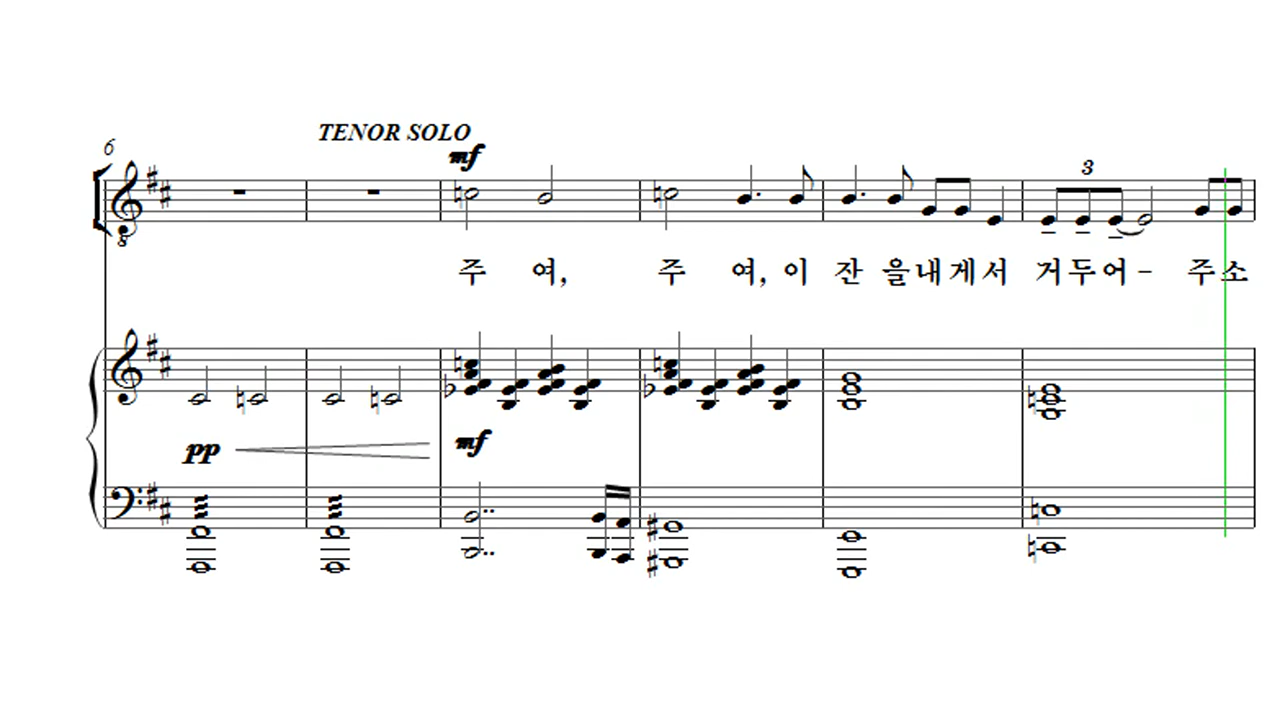 6
TENOR SOLO
mf
3
8
주 여, 주 여, 이 잔 을내게서 거두어- 주소
pp
mf